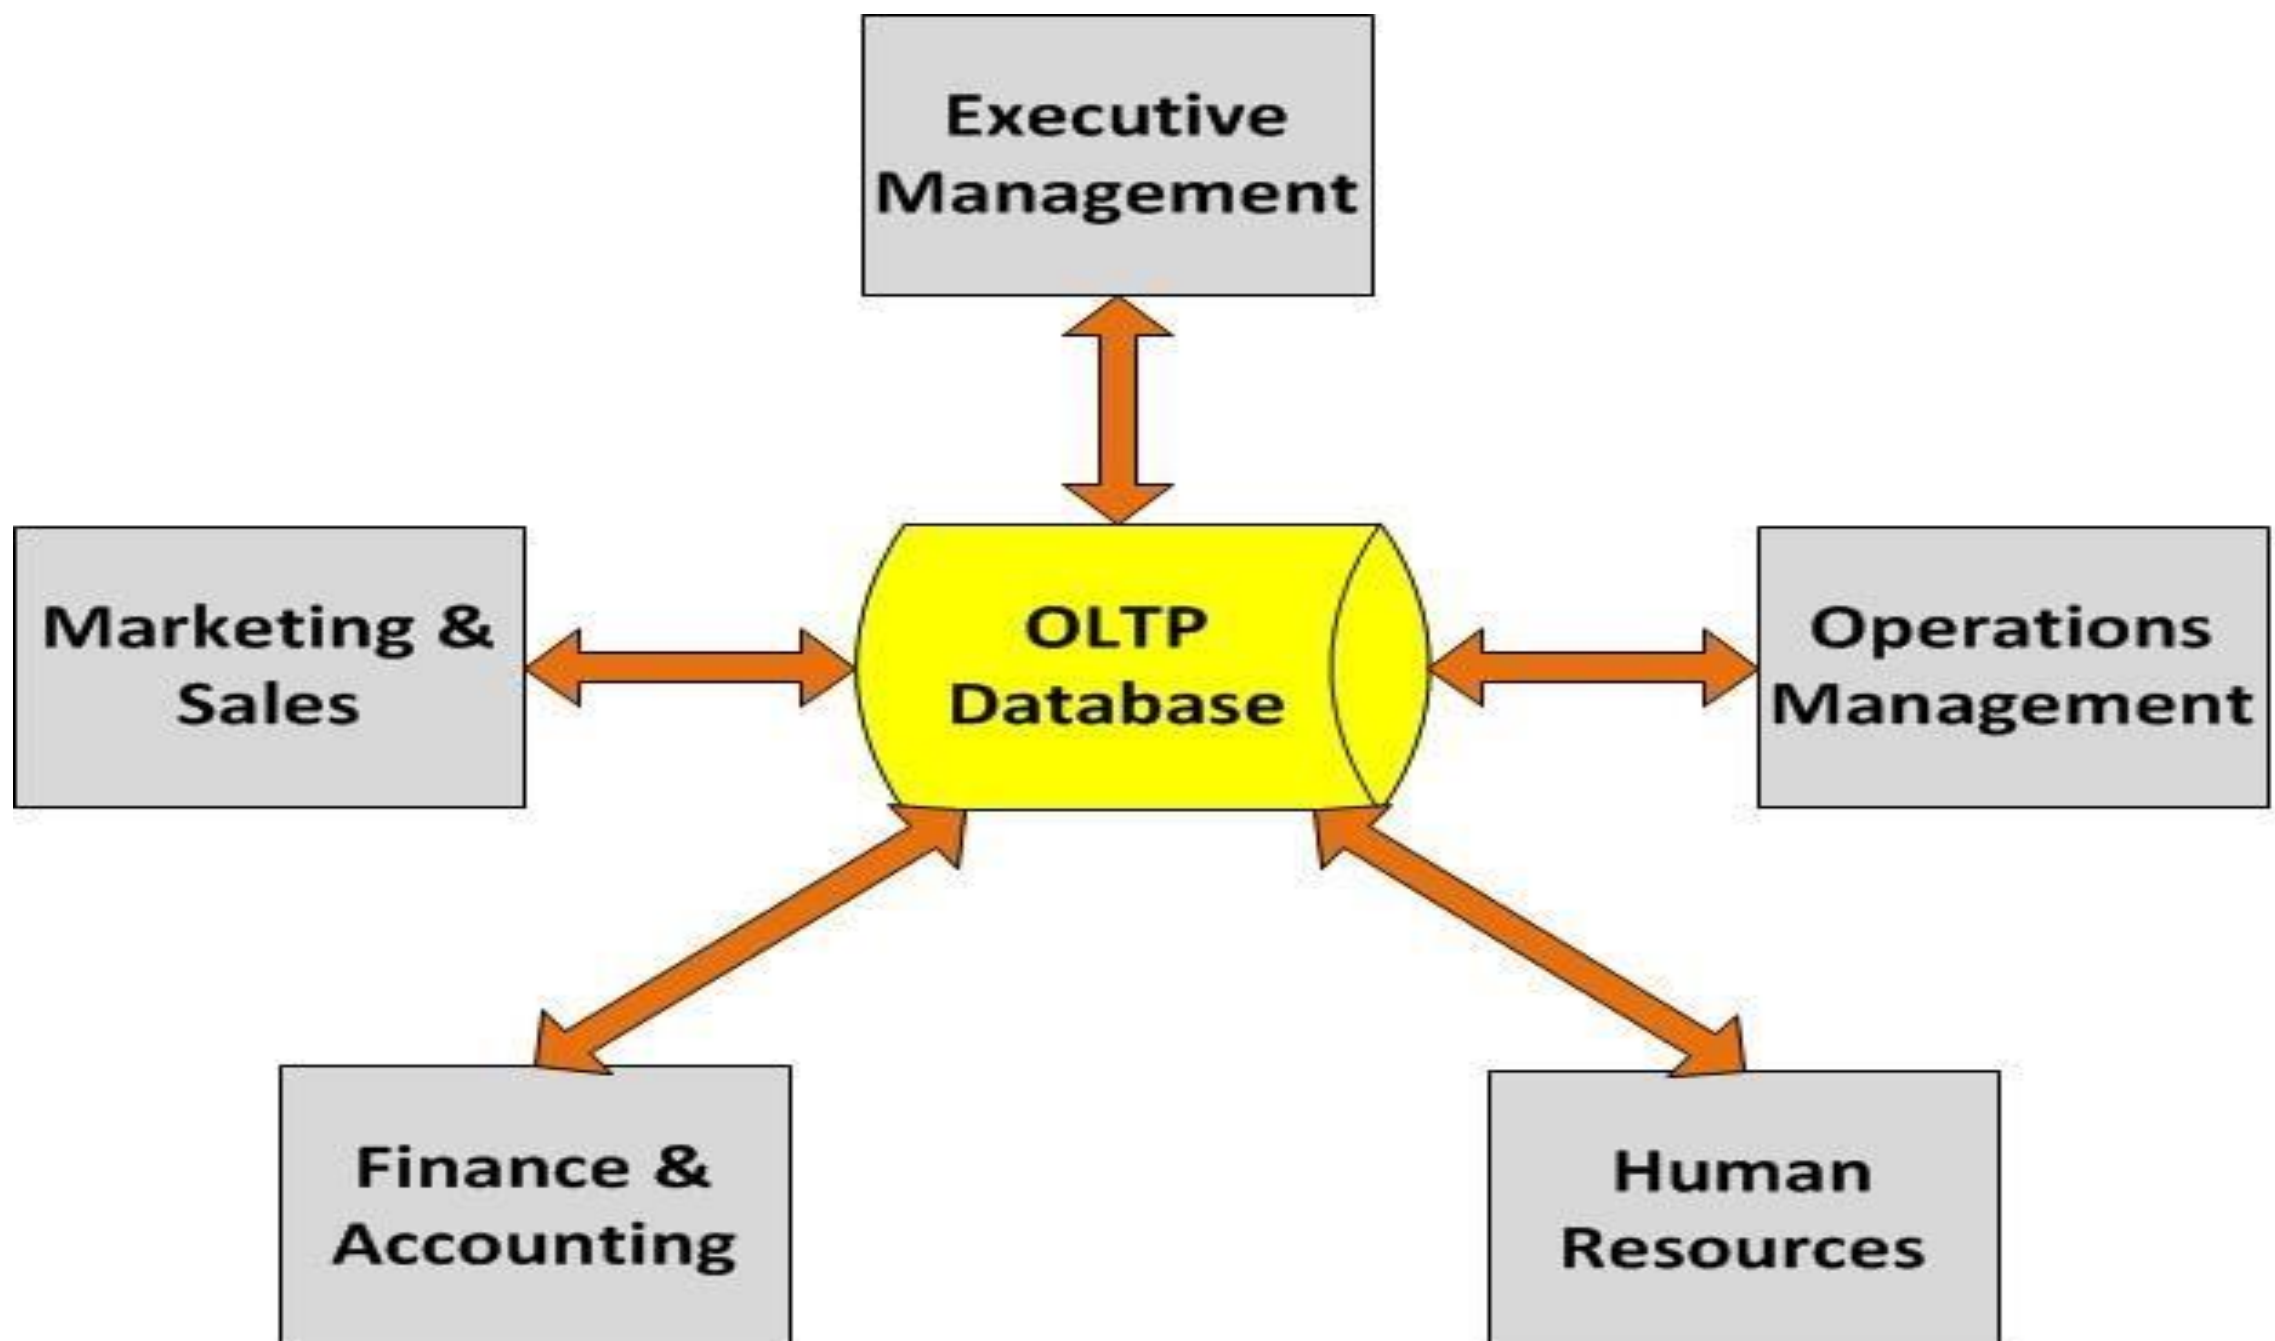 Executive
Management
Marketing &
Sales
OLTP
Database
Operations
Management
Finance &
Accounting
Human
Resources